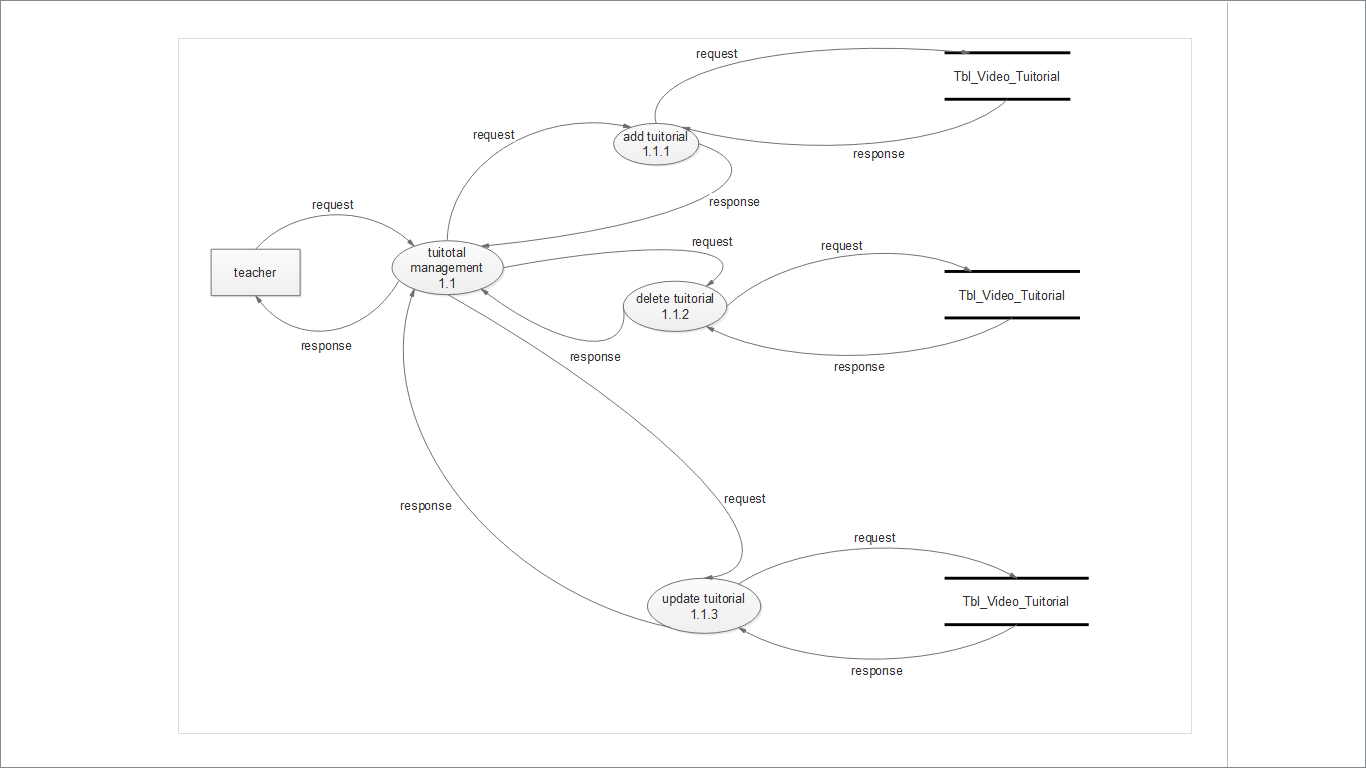 request
Tbl_Video_Tuitorial
request
add tuitorial
1.1.1
response
response
request
teacher
response
tuitotal
management
1.1
request
delete tuitorial
1.1.2
response
request
Tbl_Video_Tuitorial
response
request
response
update tuitorial
1.1.3
request
Tbl_Video_Tuitorial
response